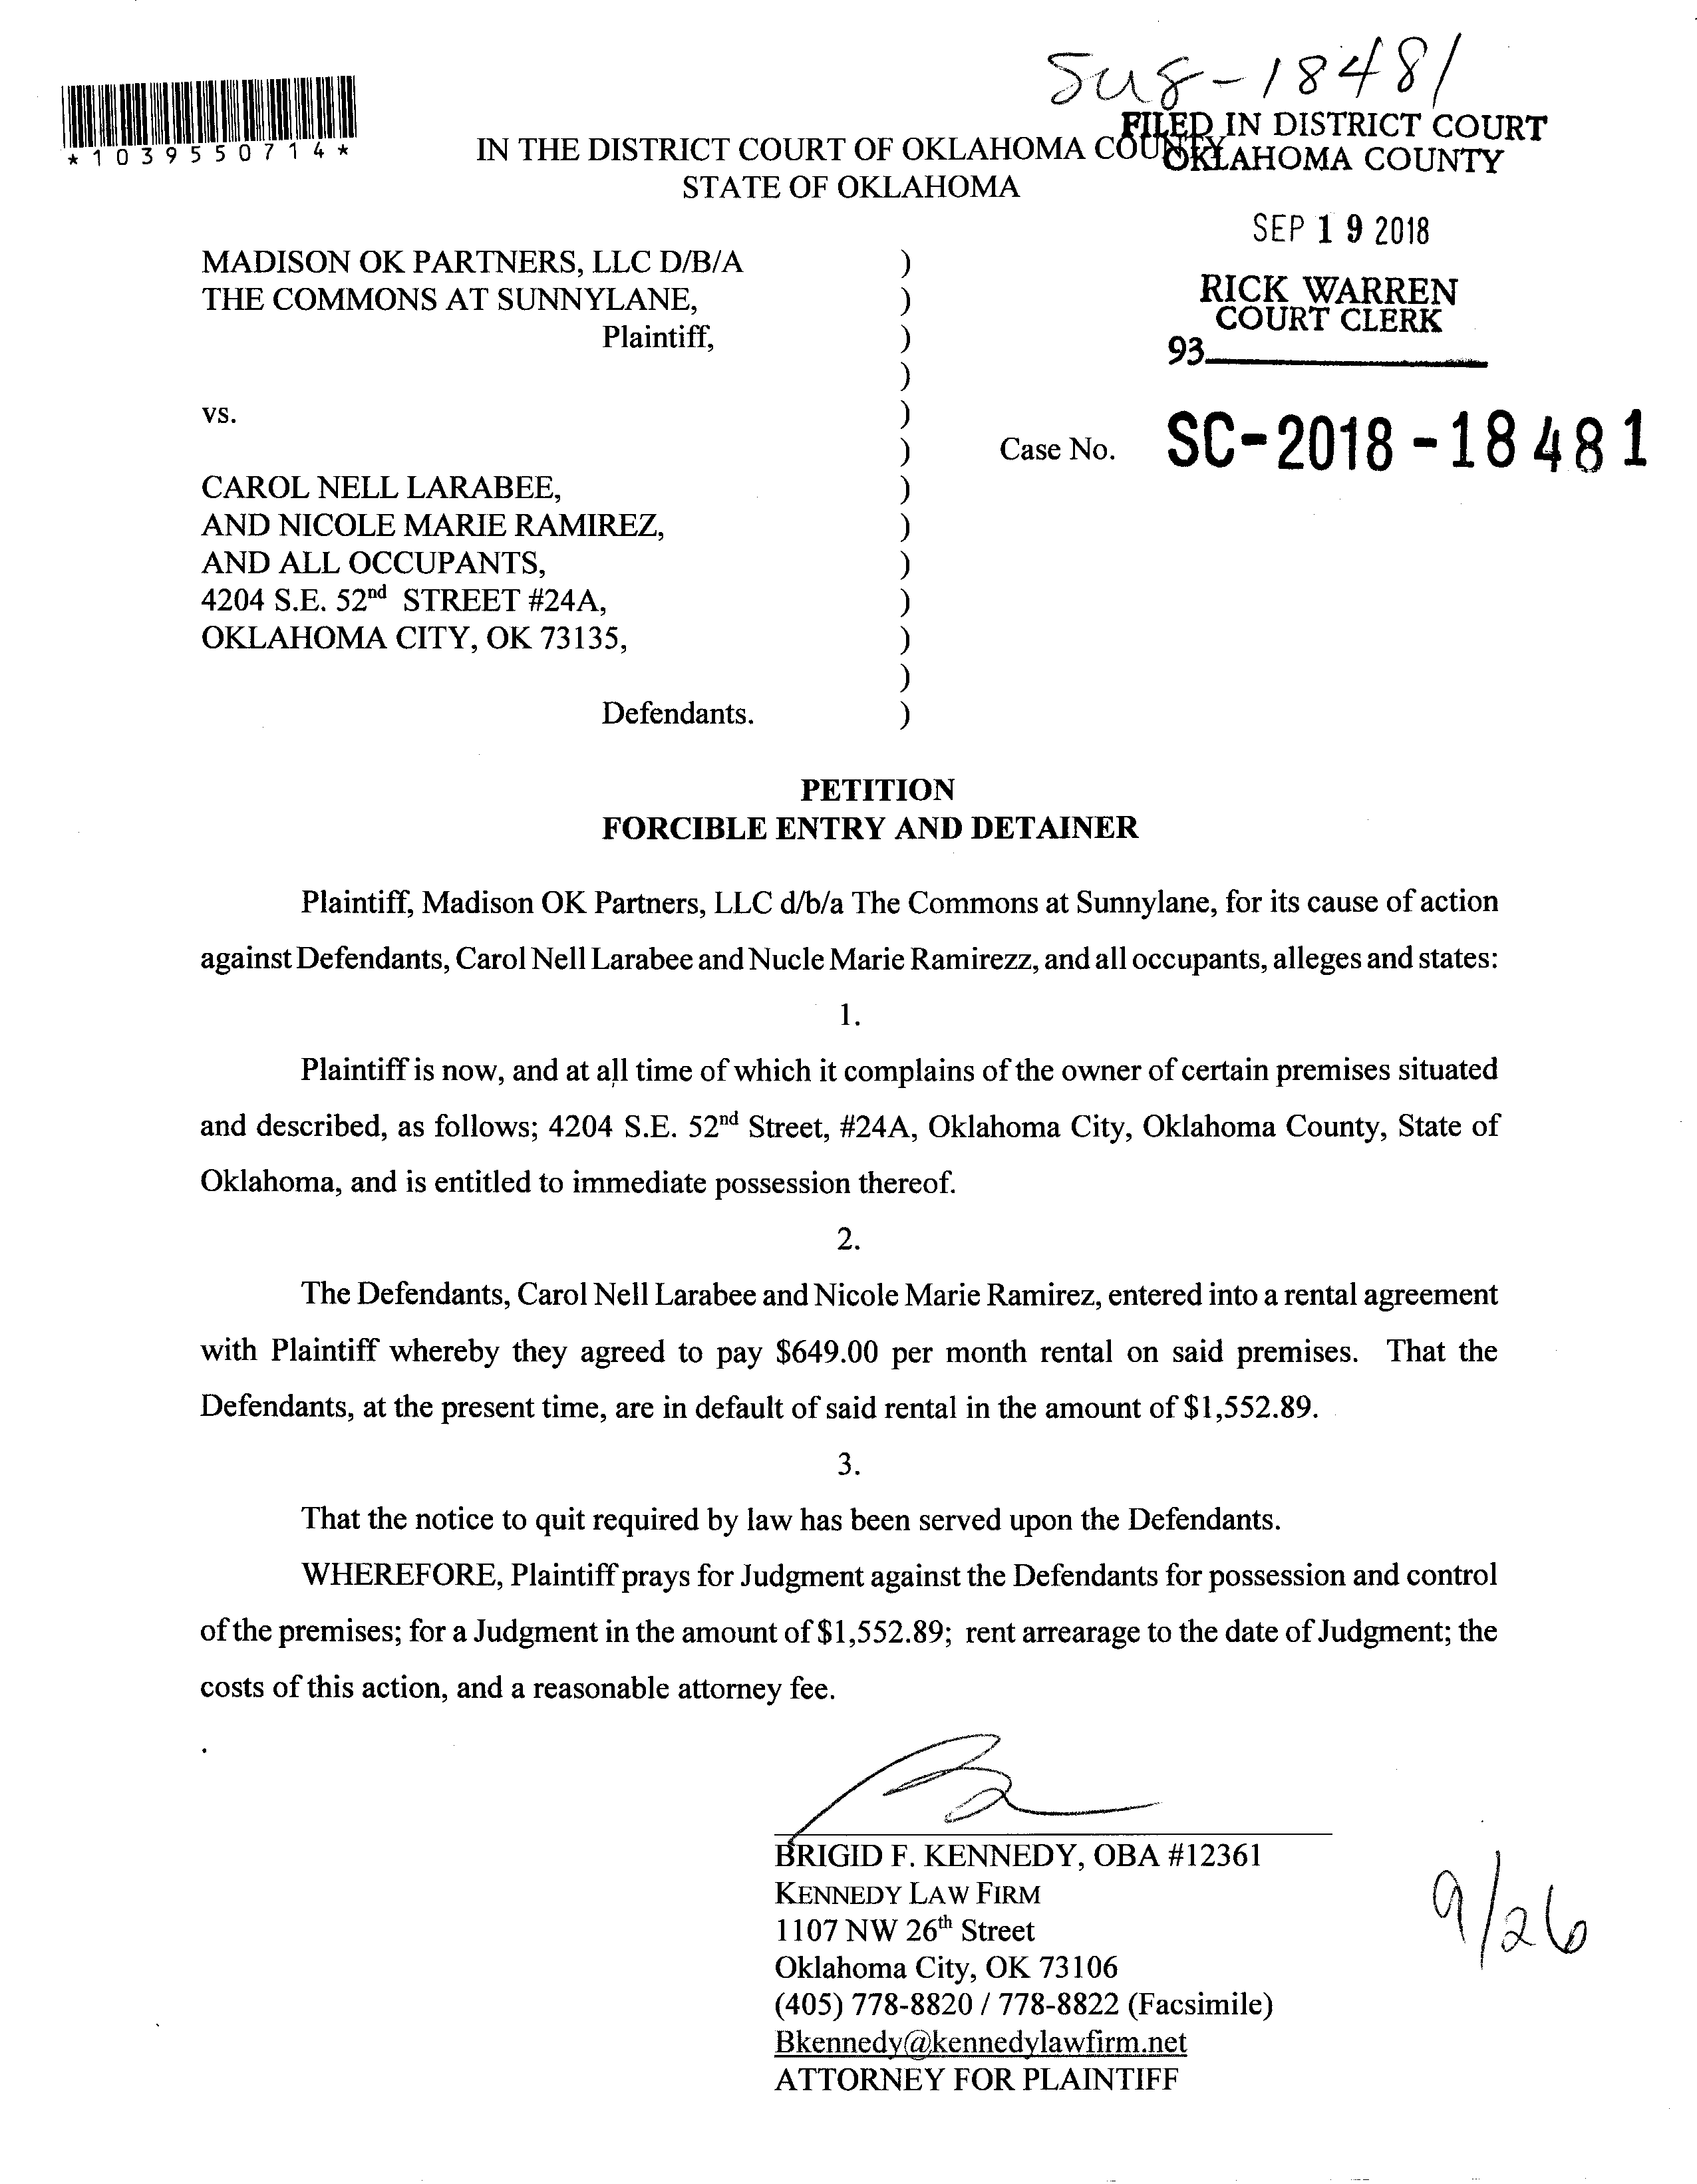 SC18-18481
*1039550714*
FILED IN DISTRICT COURT
OKLAHOMA COUNTY
IN THE DISTRICT COURT OF OKLAHOMA COUNTY
STATE OF OKLAHOMA
SEP 19 2018
RICK WARREN
COURT CLERK
93
MADISON OK PARTNERS, LLC D/B/A )
THE COMMONS AT SUNNYLANE, )
Plaintiff, )
)
vs. )
) Case No. SC-2018-18481
CAROL NELL LARABEE, )
AND NICOLE MARIE RAMIREZ, )
AND ALL OCCUPANTS, )
4204 S.E. 52nd STREET #24A, )
OKLAHOMA CITY, OK 73135, )
)
Defendants. )
PETITION
FORCIBLE ENTRY AND DETAINER
Plaintiff, Madison OK Partners, LLC d/b/a The Commons at Sunnylane, for its cause of action
against Defendants, Carol Nell Larabee and Nucle Marie Ramirezz, and all occupants, alleges and states:
1.
Plaintiff is now, and at all time of which it complains of the owner of certain premises situated
and described, as follows; 4204 S.E. 52nd Street, #24A, Oklahoma City, Oklahoma County, State of
Oklahoma, and is entitled to immediate possession thereof.
2.
The Defendants, Carol Nell Larabee and Nicole Marie Ramirez, entered into a rental agreement
with Plaintiff whereby they agreed to pay $649.00 per month rental on said premises. That the
Defendants, at the present time, are in default of said rental in the amount of $1,552.89.
3.
That the notice to quit required by law has been served upon the Defendants.
WHEREFORE, Plaintiff prays for Judgment against the Defendants for possession and control
of the premises; for a Judgment in the amount of $1,552.89; rent arrearage to the date of Judgment; the
costs of this action, and a reasonable attorney fee.
.
BRIGID F. KENNEDY, OBA #12361
KENNEDY LAW FIRM
1107 NW 26th Street
Oklahoma City, OK 73106
(405) 778-8820 / 778-8822 (Facsimile)
Bkennedy@kennedylawfirm.net
ATTORNEY FOR PLAINTIFF
9/26